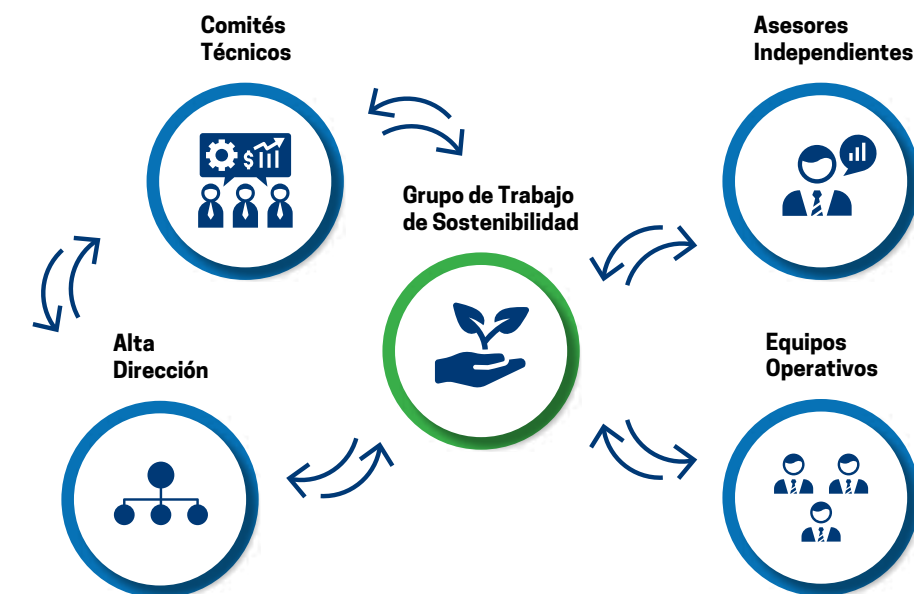 Comités
Técnicos
Asesores
Independientes
$
Grupo de Trabajo
de Sostenibilidad
Alta
Dirección
Equipos
Operativos